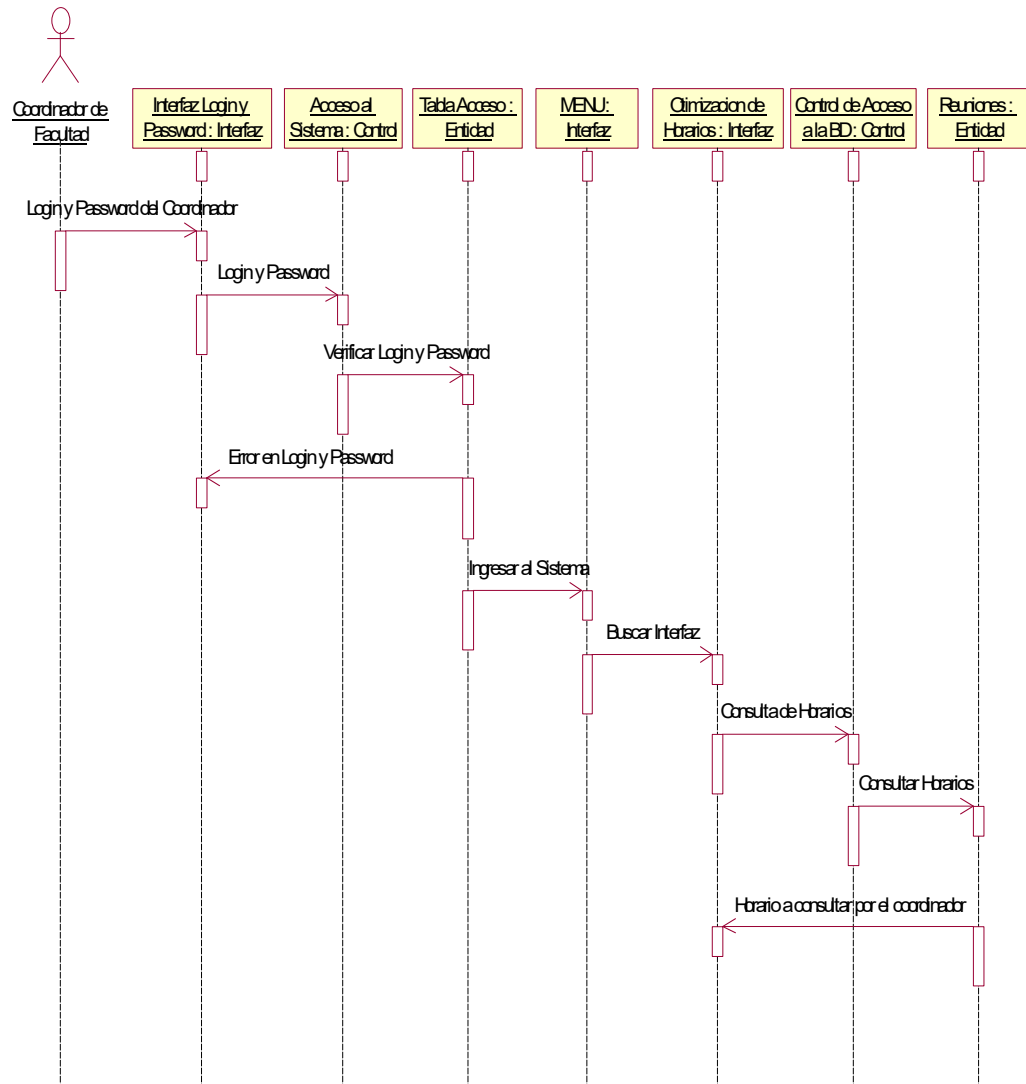 Coordinador de
Facultad
Interfaz Login y
Password : Interfaz
Acceso al
Sistema : Control
Tabla Acceso :
Entidad
MENU :
Interfaz
Otimizacion de
Horarios : Interfaz
Control de Acceso
a la BD : Control
Reuniones :
Entidad
Login y Password del Coordinador
Login y Password
Verificar Login y Password
Error en Login y Password
Ingresar al Sistema
Buscar Interfaz
Consulta de Horarios
Consultar Horarios
Horario a consultar por el coordinador